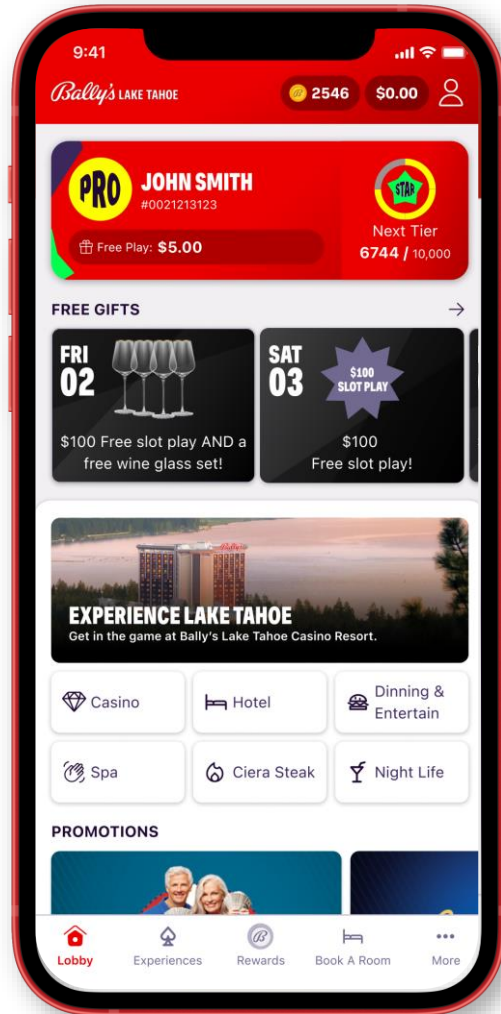 9:41
Bally's LAKE TAHOE
2546
$0.00
PRO
JOHN SMITH
#0021213123
Free Play: $5.00
STAR
Next Tier
6744 / 10,000
FREE GIFTS
FRI
02
$100 Free slot play AND a
free wine glass set!
SAT
03
$100
SLOT PLAY
$100
Free slot play!
Bally's
EXPERIENCE LAKE TAHOE
Get in the game at Bally's Lake Tahoe Casino Resort.
Casino
Hotel
Dinning &
Entertain
Spa
Ciera Steak
Night Life
PROMOTIONS
Lobby
Experiences
B
Rewards
Book A Room
More